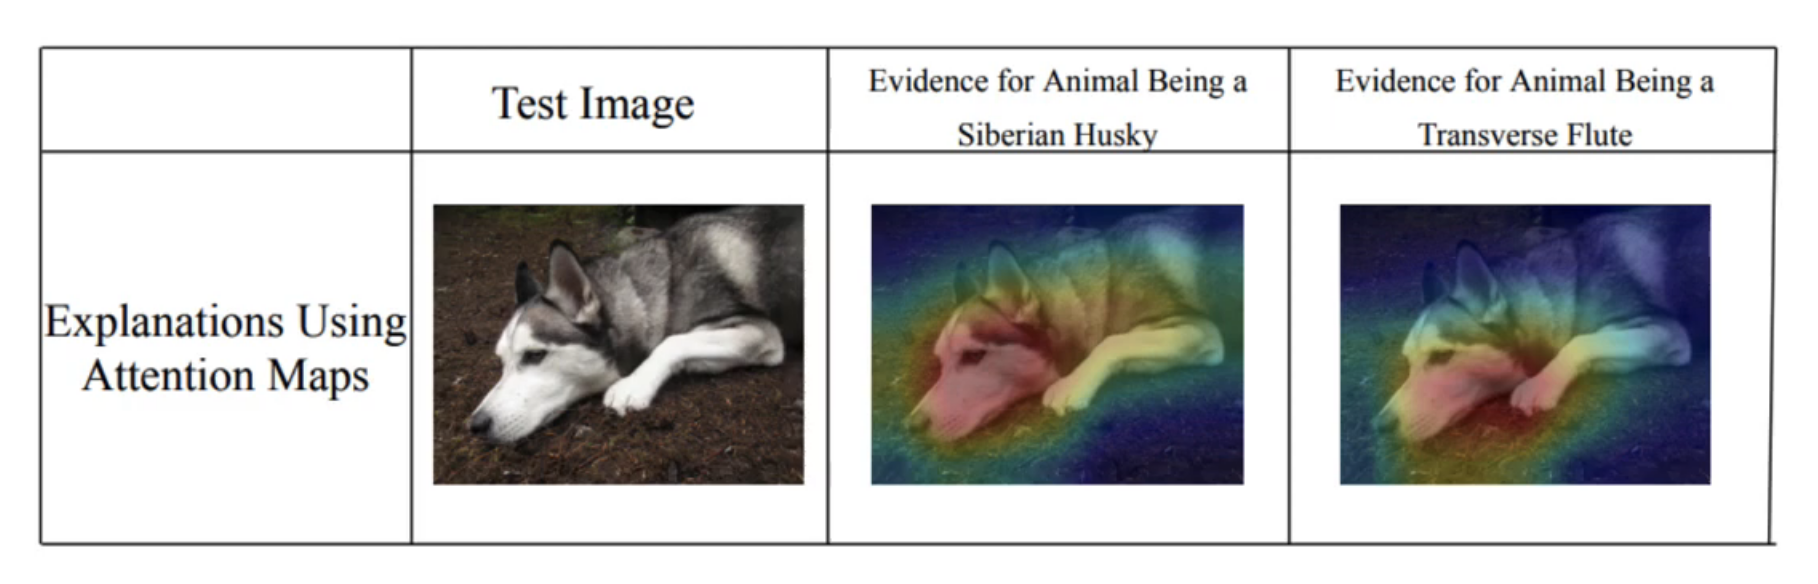 Test Image
Evidence for Animal Being a
Siberian Husky
Evidence for Animal Being a
Transverse Flute
Explanations Using
Attention Maps